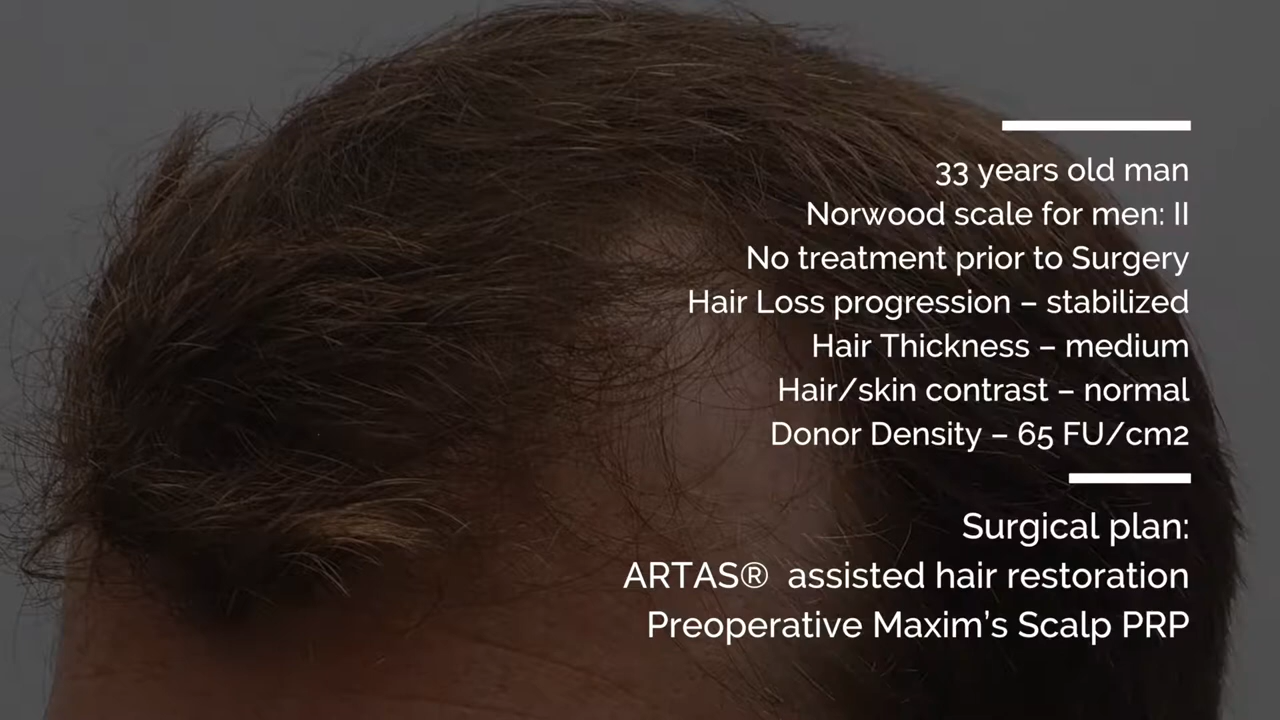 33 years old man
Norwood scale for men: II
No treatment prior to Surgery
Hair Loss progression – stabilized
Hair Thickness – medium
Hair/skin contrast – normal
Donor Density – 65 FU/cm2
Surgical plan:
ARTAS® assisted hair restoration
Preoperative Maxim's Scalp PRP